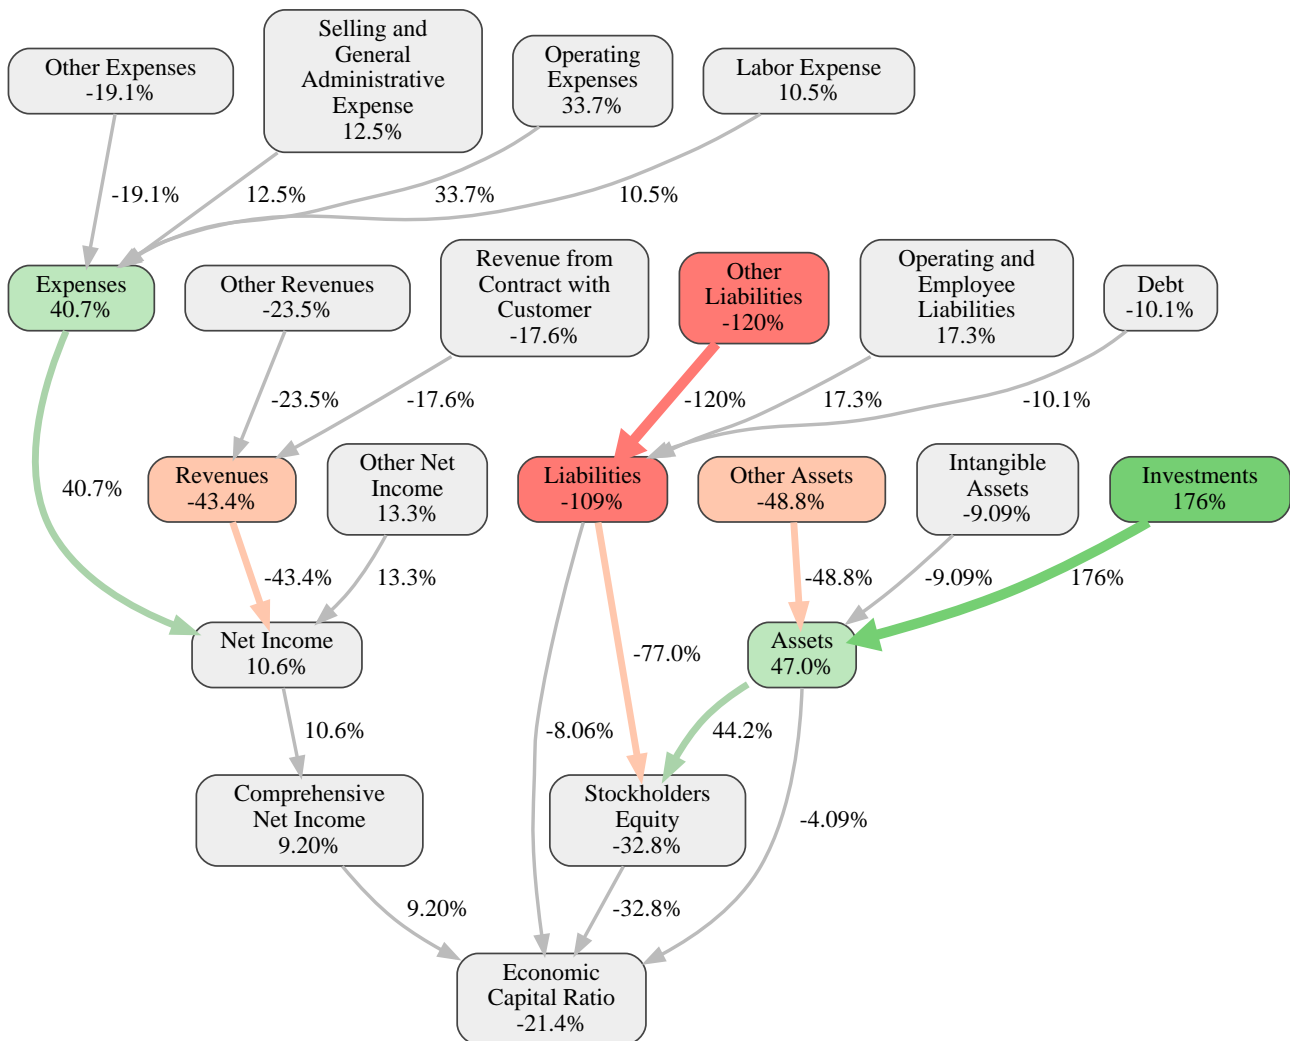 Other Expenses
-19.1%
Selling and
General
Administrative
Expense
12.5%
Operating
Expenses
33.7%
Labor Expense
10.5%
-19.1%
12.5%
33.7%
10.5%
Expenses
40.7%
Other Revenues
-23.5%
Revenue from
Contract with
Customer
-17.6%
Other
Liabilities
-120%
Operating and
Employee
Liabilities
17.3%
Debt
-10.1%
-23.5%
-17.6%
-120%
17.3%
-10.1%
40.7%
Revenues
-43.4%
Other Net
Income
13.3%
Liabilities
-109%
Other Assets
-48.8%
Intangible
Assets
-9.09%
Investments
176%
-43.4%
13.3%
-48.8%
-9.09%
176%
Net Income
10.6%
-77.0%
Assets
47.0%
10.6%
-8.06%
44.2%
Comprehensive
Net Income
9.20%
Stockholders
Equity
-32.8%
-4.09%
9.20%
-32.8%
Economic
Capital Ratio
-21.4%